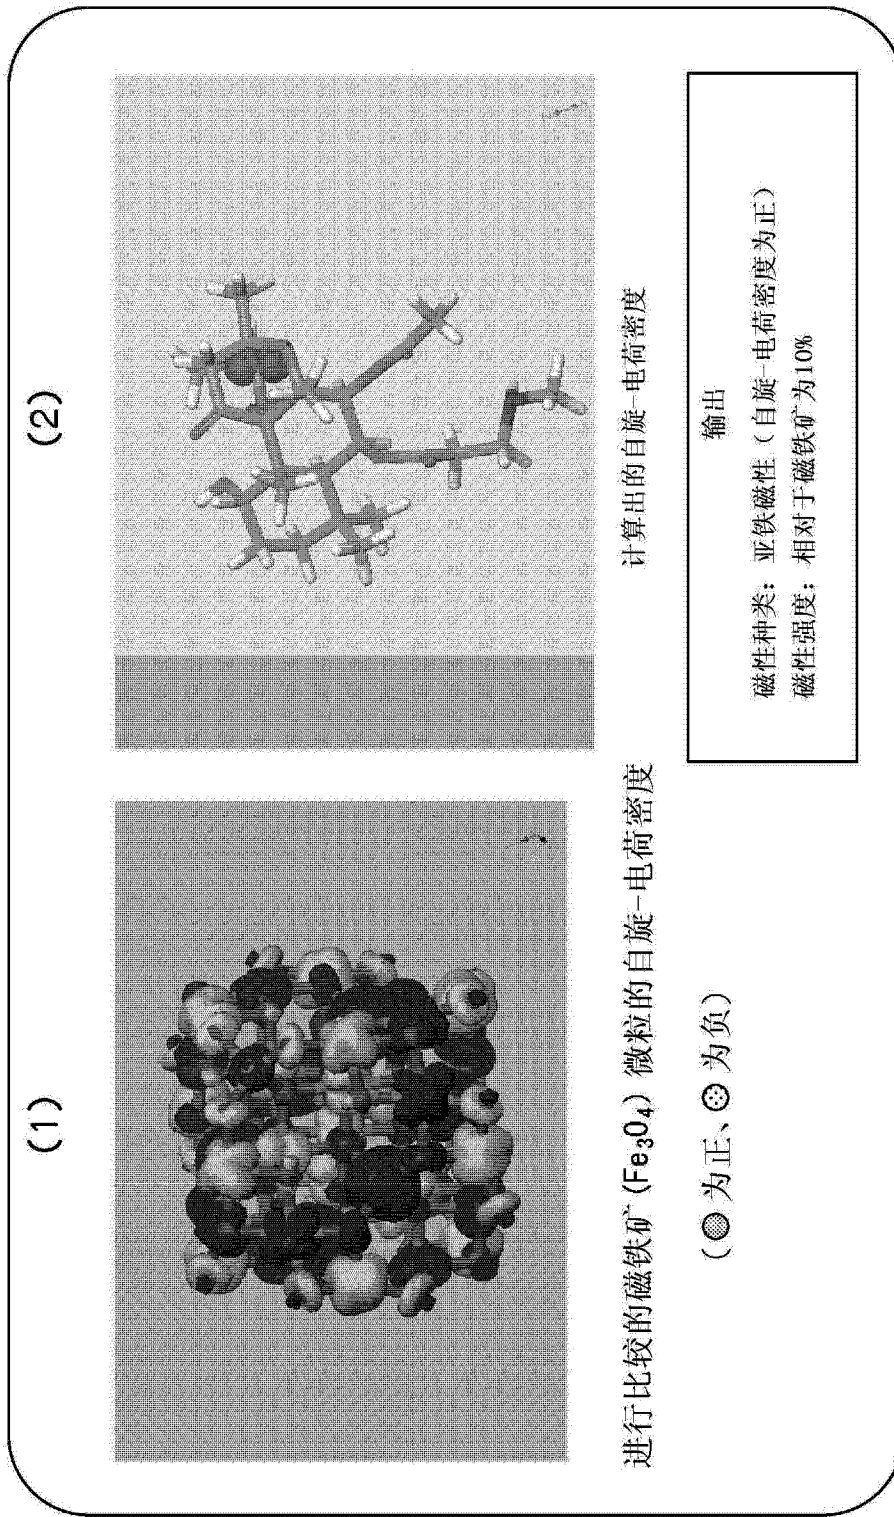 (1)
进行比较的磁铁矿(Fe₃O₄)微粒的自旋-电荷密度
( 为正、 为负)
(2)
计算出的自旋-电荷密度
输出
磁性种类：亚铁磁性（自旋-电荷密度为正）
磁性强度：相对于磁铁矿为10%